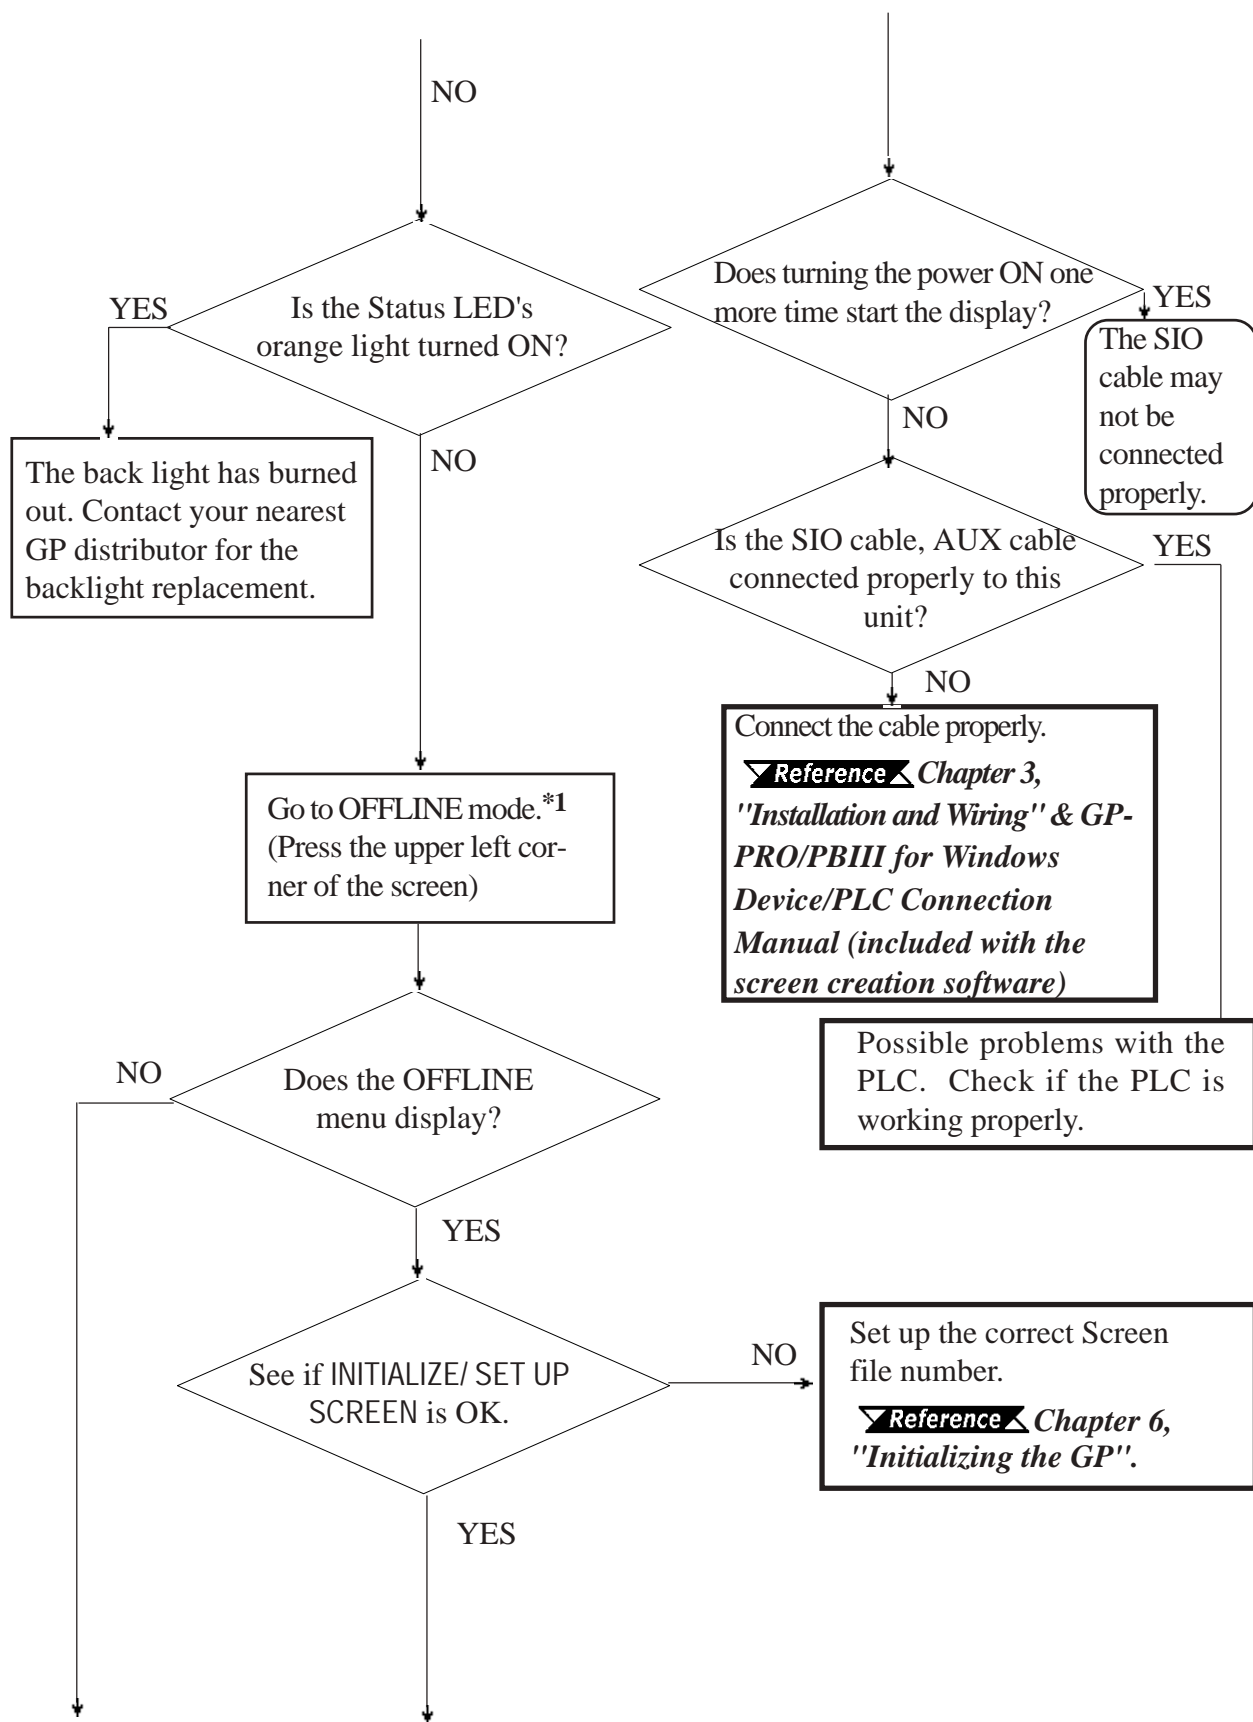 NO
Is the Status LED's
orange light turned ON?
YES
The back light has burned
out. Contact your nearest
GP distributor for the
backlight replacement.
NO
Go to OFFLINE mode.*1
(Press the upper left cor-
ner of the screen)
Does the OFFLINE
menu display?
NO
YES
See if INITIALIZE/ SET UP
SCREEN is OK.
NO
Set up the correct Screen
file number.
Reference Chapter 6,
"Initializing the GP".
YES
Does turning the power ON one
more time start the display?
YES
The SIO
cable may
not be
connected
properly.
NO
Is the SIO cable, AUX cable
connected properly to this
unit?
YES
NO
Connect the cable properly.
Reference Chapter 3,
"Installation and Wiring" & GP-
PRO/PBIII for Windows
Device/PLC Connection
Manual (included with the
screen creation software)
Possible problems with the
PLC. Check if the PLC is
working properly.